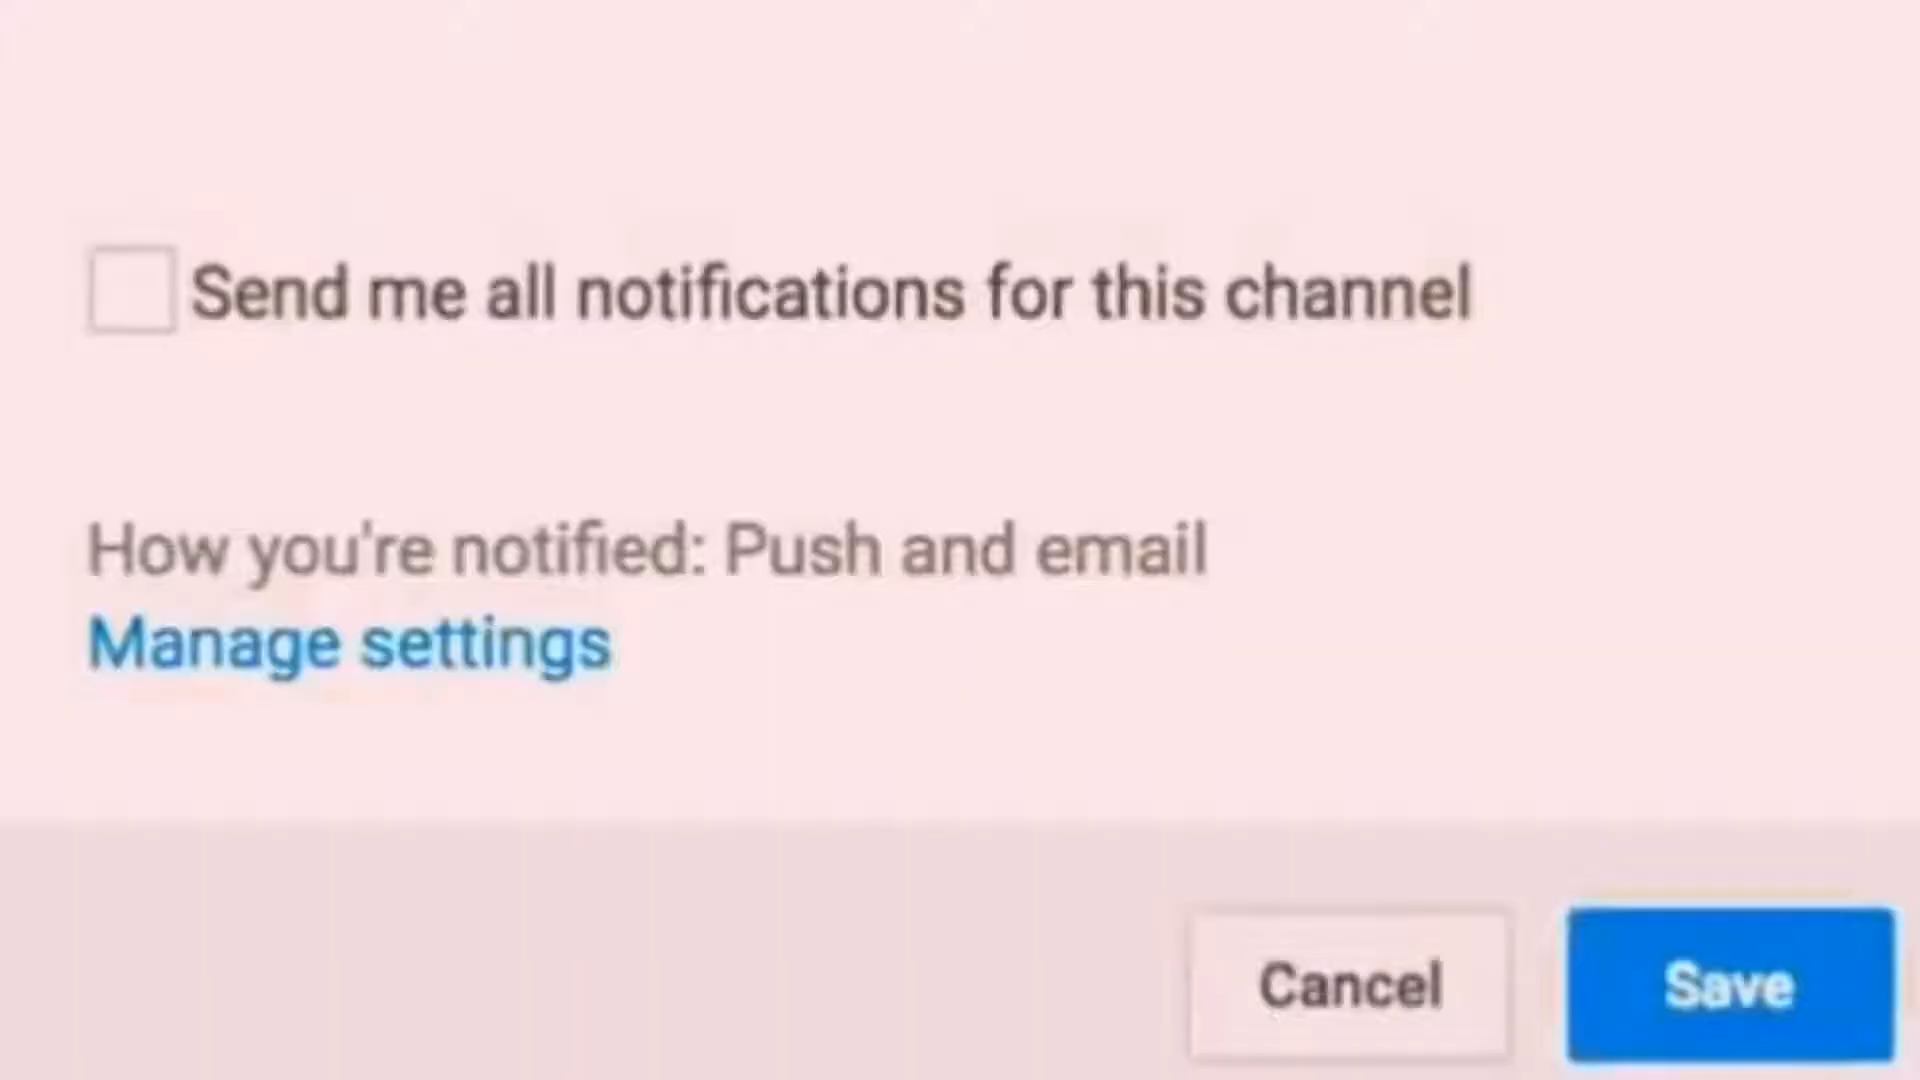 Send me all notifications for this channel
How you're notified: Push and email
Manage settings
Cancel
Save